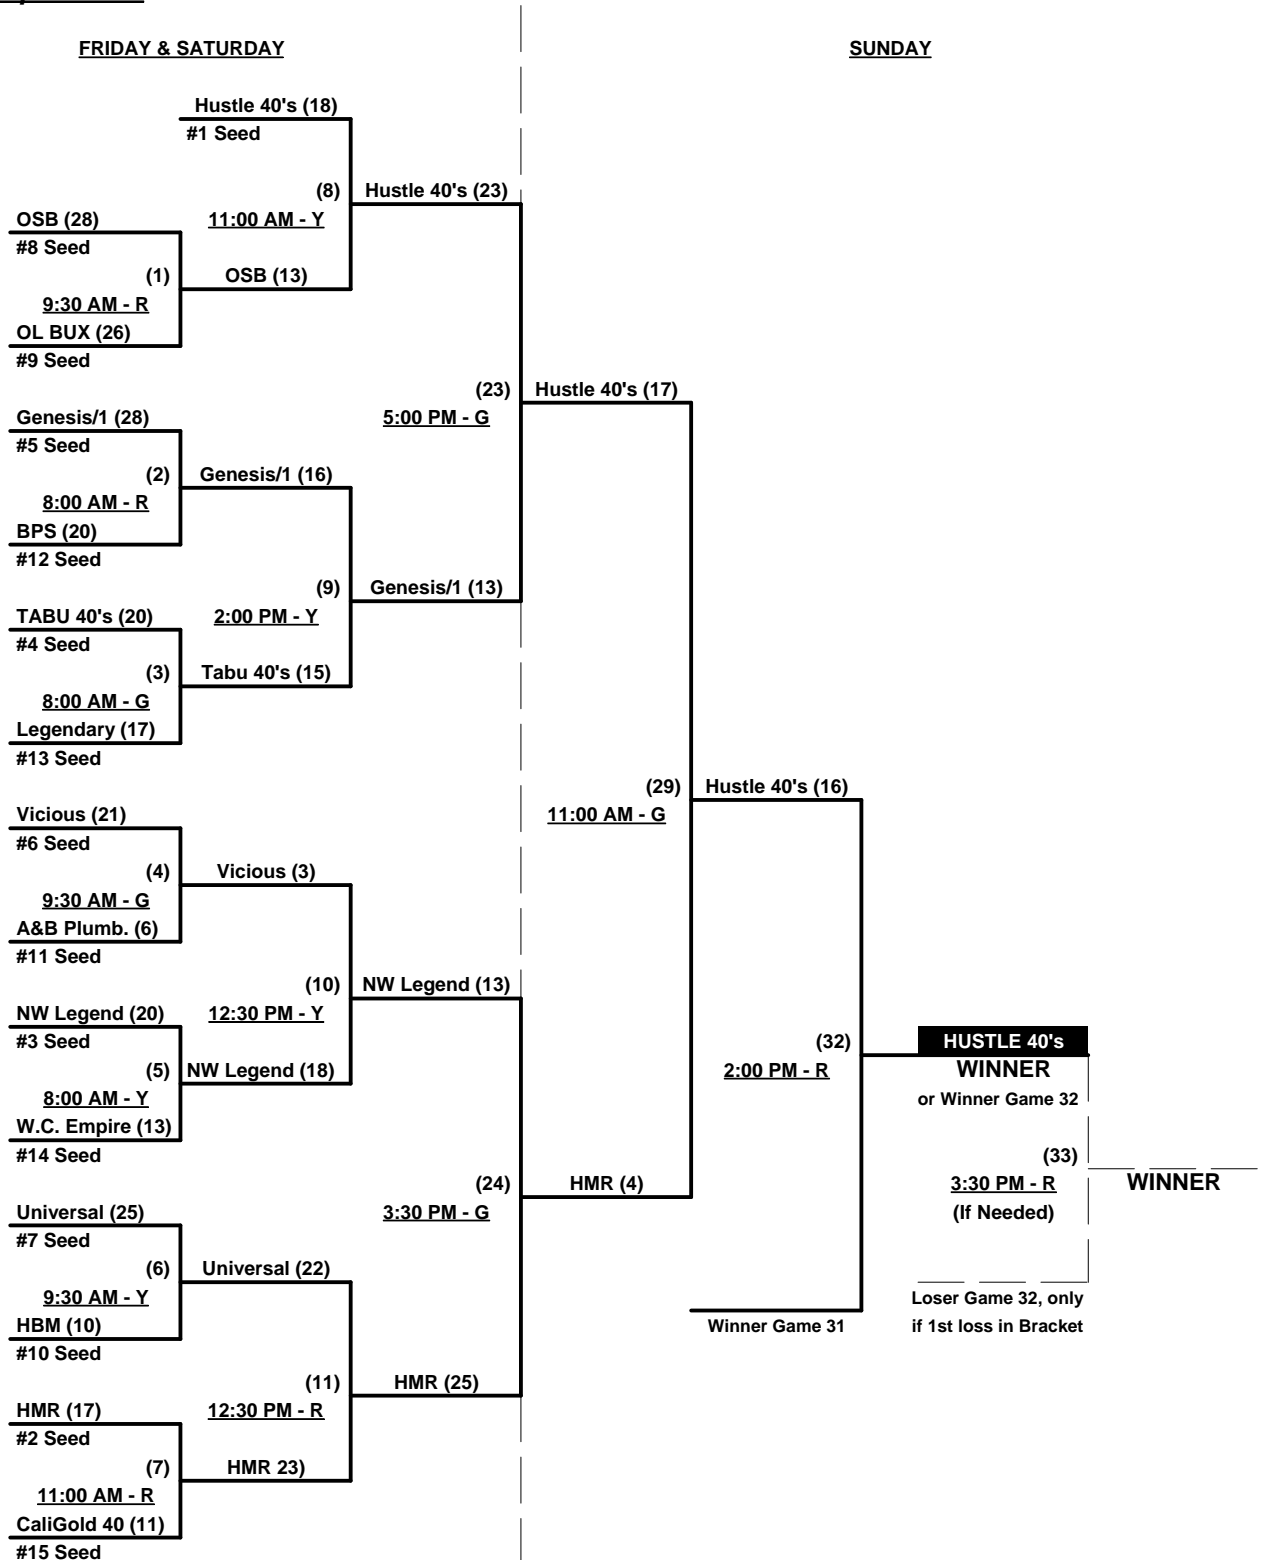 FRIDAY & SATURDAY
SUNDAY
Hustle 40's (18)
#1 Seed
(8)
Hustle 40's (23)
11:00 AM - Y
OSB (28)
#8 Seed
(1)
OSB (13)
9:30 AM - R
OL BUX (26)
#9 Seed
(23)
Hustle 40's (17)
5:00 PM - G
Genesis/1 (28)
#5 Seed
(2)
Genesis/1 (16)
8:00 AM - R
BPS (20)
#12 Seed
(9)
Genesis/1 (13)
2:00 PM - Y
TABU 40's (20)
#4 Seed
(3)
Tabu 40's (15)
8:00 AM - G
Legendary (17)
#13 Seed
(29)
Hustle 40's (16)
11:00 AM - G
Vicious (21)
#6 Seed
(4)
Vicious (3)
9:30 AM - G
A&B Plumb. (6)
#11 Seed
(10)
NW Legend (13)
12:30 PM - Y
NW Legend (20)
#3 Seed
(5)
NW Legend (18)
8:00 AM - Y
W.C. Empire (13)
#14 Seed
(32)
2:00 PM - R
HUSTLE 40's
WINNER
or Winner Game 32
(33)
3:30 PM - R
(If Needed)
WINNER
(24)
HMR (4)
3:30 PM - G
Universal (25)
#7 Seed
(6)
Universal (22)
9:30 AM - Y
HBM (10)
#10 Seed
Winner Game 31
Loser Game 32, only
if 1st loss in Bracket
(11)
HMR (25)
12:30 PM - R
HMR (17)
#2 Seed
(7)
HMR 23)
11:00 AM - R
CaliGold 40 (11)
#15 Seed